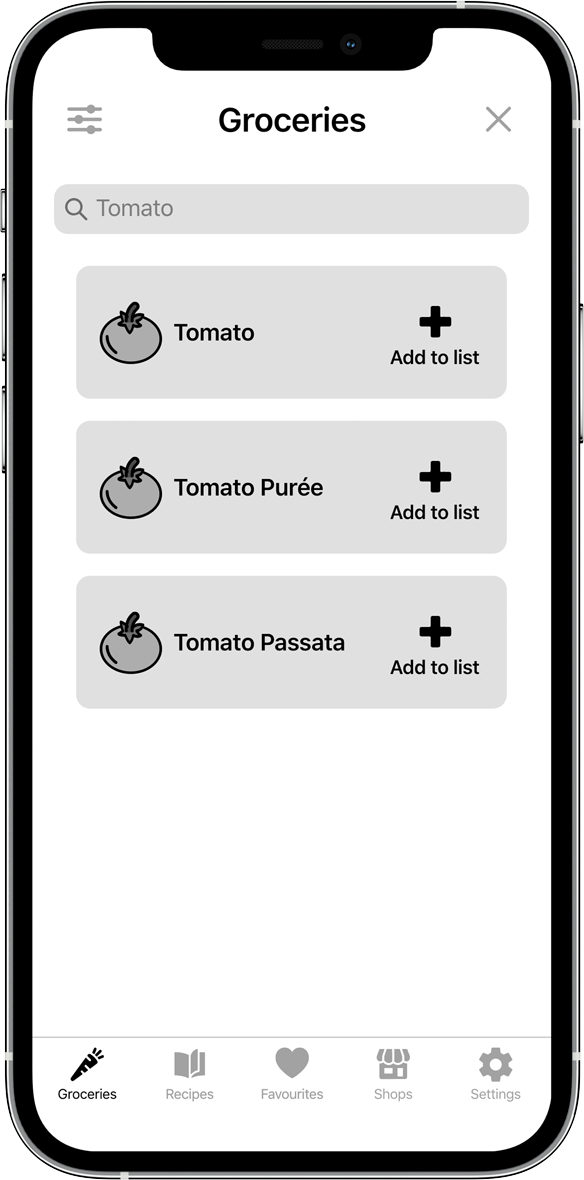 Groceries
Tomato
Tomato
Add to list
Tomato Purée
Add to list
Tomato Passata
Add to list
Groceries Recipes Favourites Shops Settings